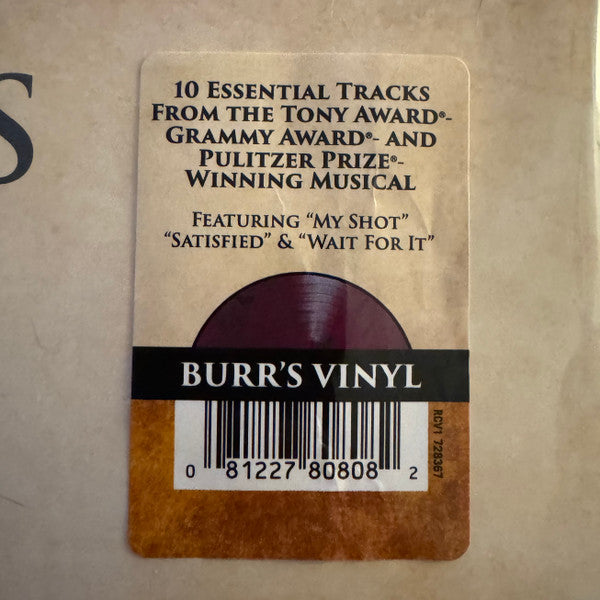 S
10 ESSENTIAL TRACKS
FROM THE TONY AWARD®-
GRAMMY AWARD®- AND
PULITZER PRIZE®-
WINNING MUSICAL
FEATURING “MY SHOT”
“SATISFIED” & “WAIT FOR IT”
BURR’S VINYL
RCV1 728367
0 81227 80808 2